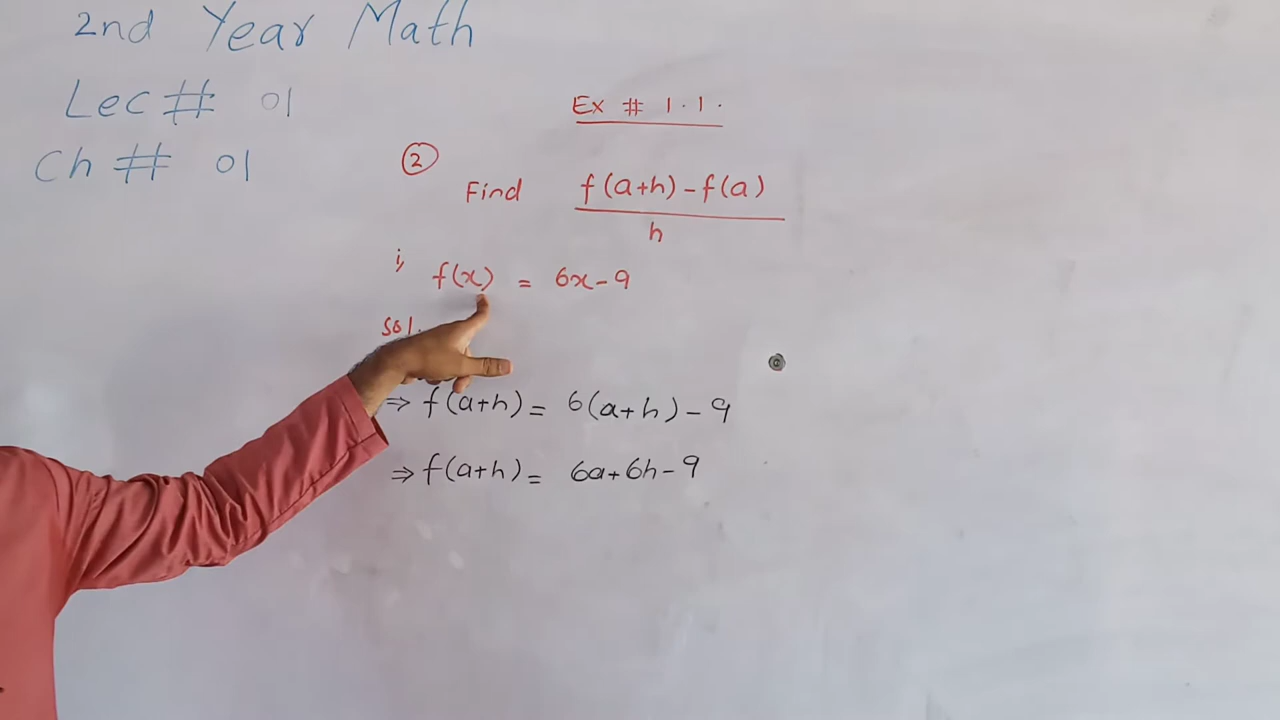 2nd Year Math
Lec # 01
Ch # 01
Ex # 1.1.
②
Find f(a+h)-f(a)
h
i, f(x) = 6x-9
Sol.
⇒ f(a+h) = 6(a+h)-9
⇒ f(a+h) = 6a+6h-9